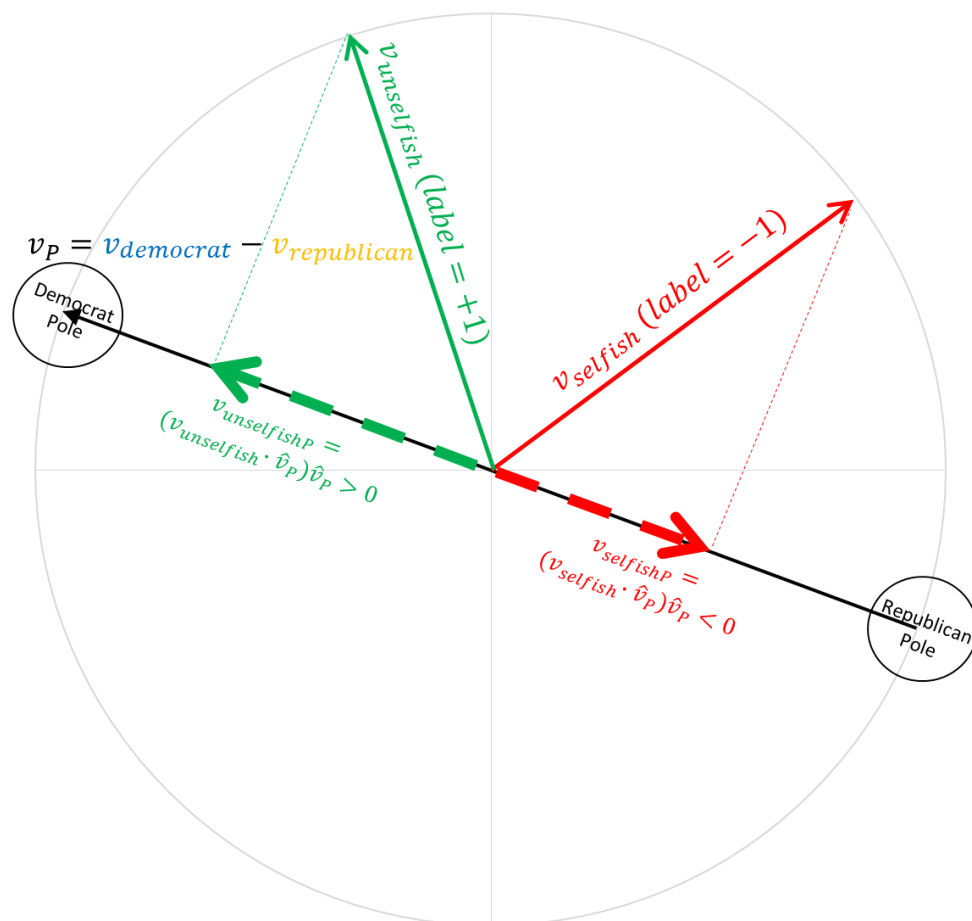 v_unselfish (label = +1)
v_selfish (label = −1)
v_P = v_democrat − v_republican
Democrat
Pole
v_unselfishP =
(v_unselfish · v̂_P)v̂_P > 0
v_selfishP =
(v_selfish · v̂_P)v̂_P < 0
Republican
Pole